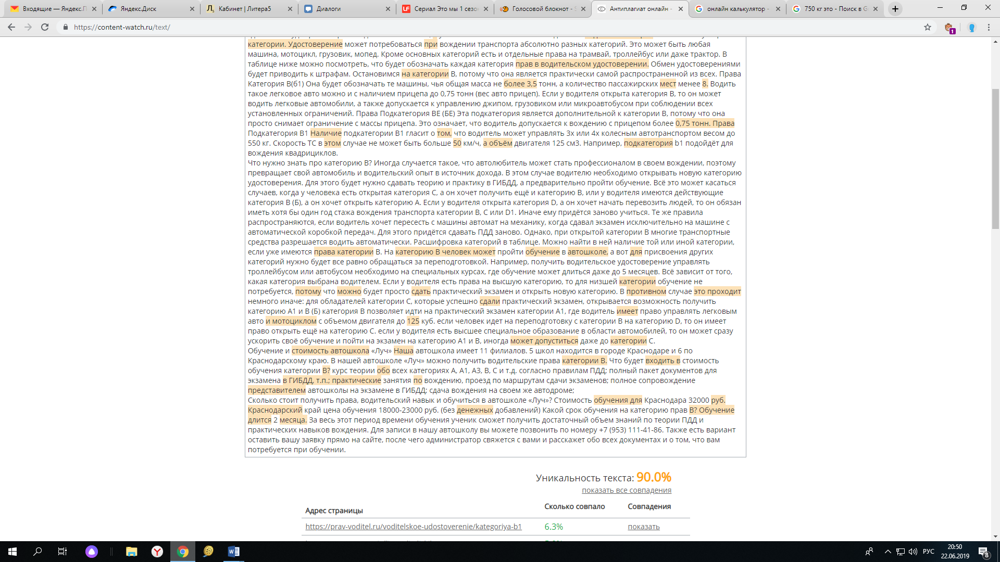 Входящие — Яндекс.П
Яндекс.Диск
Кабинет | Литера5
Диалоги
Сериал Это мы 1 сезо
Голосовой блокнот - S
Антиплагиат онлайн -
онлайн калькулятор -
750 кг это - Поиск в G
https://content-watch.ru/text/
категории. Удостоверение может потребоваться при вождении транспорта абсолютно разных категорий. Это может быть любая
машина, мотоцикл, грузовик, мопед. Кроме основных категорий есть и отдельные права на трамвай, троллейбус или даже трактор. В
таблице ниже можно посмотреть, что будет обозначать каждая категория прав в водительском удостоверении. Обмен удостоверениями
будет приводить к штрафам. Остановимся на категории В, потому что она является практически самой распространенной из всех. Права
Категория В(б1) Она будет обозначать те машины, чья общая масса не более 3,5 тонн, а количество пассажирских мест менее 8. Водить
такое легковое авто можно и с наличием прицепа до 0,75 тонн (вес авто прицеп). Если у водителя открыта категория В, то он может
водить легковые автомобили, а также допускается к управлению джипом, грузовиком или микроавтобусом при соблюдении всех
установленных ограничений. Права Подкатегория ВЕ (БЕ) Эта подкатегория является дополнительной к категории В, потому что она
просто снимает ограничение с массы прицепа. Это означает, что водитель допускается к вождению с прицепом более 0,75 тонн. Права
Подкатегория В1 Наличие подкатегории В1 гласит о том, что водитель может управлять 3х или 4х колесным автотранспортом весом до
550 кг. Скорость ТС в этом случае не может быть больше 50 км/ч, а объём двигателя 125 см3. Например, подкатегория b1 подойдёт для
вождения квадрициклов.
Что нужно знать про категорию В? Иногда случается такое, что автолюбитель может стать профессионалом в своем вождении, поэтому
превращает свой автомобиль и водительский опыт в источник дохода. В этом случае водителю необходимо открывать новую категорию
удостоверения. Для этого будет нужно сдавать теорию и практику в ГИБДД, а предварительно пройти обучение. Всё это может касаться
случаев, когда у человека есть открытая категория С, а он хочет получить ещё и категорию В, или у водителя имеются действующие
категория В (Б), а он хочет открыть категорию А. Если у водителя открыта категория D, а он хочет начать перевозить людей, то он обязан
иметь хотя бы один год стажа вождения транспорта категории В, С или D1. Иначе ему придётся заново учиться. Те же правила
распространяются, если водитель хочет пересесть с машины автомат на механику, когда сдавал экзамен исключительно на машине с
автоматической коробкой передач. Для этого придётся сдавать ПДД заново. Однако, при открытой категории В многие транспортные
средства разрешается водить автоматически. Расшифровка категорий в таблице. Можно найти в ней наличие той или иной категории,
если уже имеются права категории В. На категорию В человек может пройти обучение в автошколе, а вот для присвоения других
категорий нужно будет все равно обращаться за переподготовкой. Например, получить водительское удостоверение управлять
троллейбусом или автобусом необходимо на специальных курсах, где обучение может длиться даже до 5 месяцев. Всё зависит от того,
какая категория выбрана водителем. Если у водителя есть права на высшую категорию, то для низшей категории обучение не
потребуется, потому что можно будет просто сдать практический экзамен и открыть новую категорию. В противном случае это проходит
немного иначе: для обладателей категории С, которые успешно сдали практический экзамен, открывается возможность получить
категорию А1 и В (Б) категория В позволяет идти на практический экзамен категории А1, где водитель имеет право управлять легковым
авто и мотоциклом с объемом двигателя до 125 куб. если человек идет на переподготовку с категории В на категорию D, то он имеет
право открыть ещё на категорию С. если у водителя есть высшее специальное образование в области автомобилей, то он может сразу
ускорить своё обучение и пойти на экзамен на категорию А1 и В, иногда может допуститься даже до категории С.
Обучение и стоимость автошкола «Луч» Наша автошкола имеет 11 филиалов. 5 школ находится в городе Краснодаре и 6 по
Краснодарскому краю. В нашей автошколе «Луч» можно получить водительские права категории В. Что будет входить в стоимость
обучения категории В? курс теории обо всех категориях А, А1, А3, В, С и т.д. согласно правилам ПДД; полный пакет документов для
экзамена в ГИБДД, т.п.; практические занятия по вождению, проезд по маршрутам сдачи экзаменов; полное сопровождение
представителем автошколы на экзамене в ГИБДД; сдача вождения на своем же автодроме;
Сколько стоит получить права, водительский навык и обучиться в автошколе «Луч»? Стоимость обучения для Краснодара 32000 руб.
Краснодарский край цена обучения 18000-23000 руб. (без денежных добавлений) Какой срок обучения на категорию прав В? Обучение
длится 2 месяца. За весь этот период времени обучения ученик сможет получить достаточный объем знаний по теории ПДД и
практических навыков вождения. Для записи в нашу автошколу вы можете позвонить по номеру +7 (953) 111-41-86. Также есть вариант
оставить вашу заявку прямо на сайте, после чего администратор свяжется с вами и расскажет обо всех документах и о том, что вам
потребуется при обучении.
Уникальность текста: 90.0%
показать все совпадения
Адрес страницы Сколько совпало Совпадения
https://prav-voditel.ru/voditelskoe-udostoverenie/kategoriya-b1 6.3% показать
РУС
20:50
22.06.2019
8